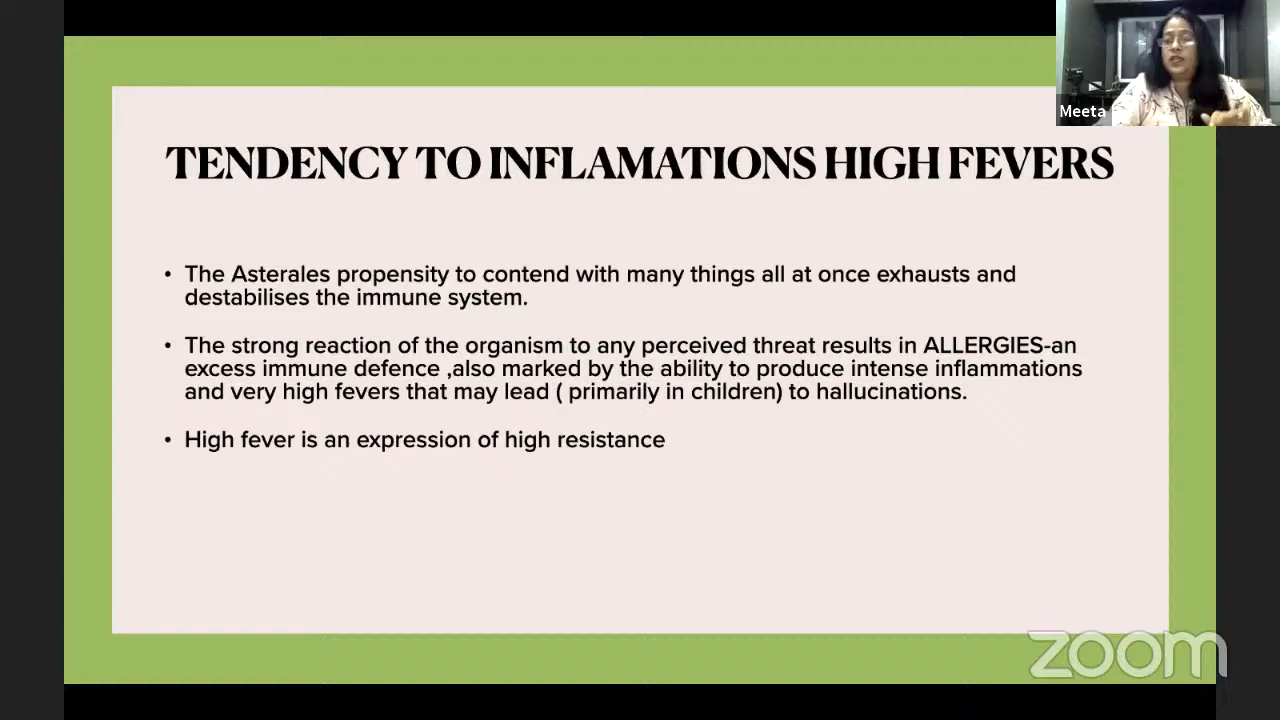 Meeta
TENDENCY TO INFLAMATIONS HIGH FEVERS
• The Asterales propensity to contend with many things all at once exhausts and
destabilises the immune system.
• The strong reaction of the organism to any perceived threat results in ALLERGIES-an
excess immune defence ,also marked by the ability to produce intense inflammations
and very high fevers that may lead ( primarily in children) to hallucinations.
• High fever is an expression of high resistance
zoom